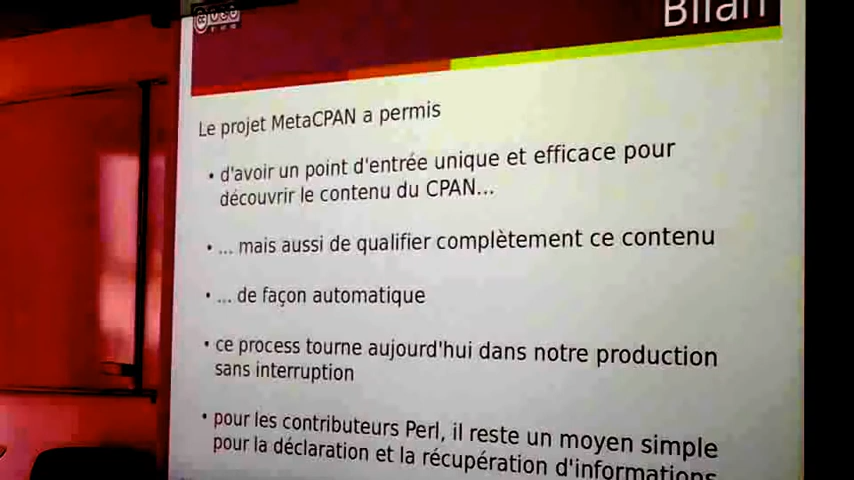 Bilan
Le projet MetaCPAN a permis
• d'avoir un point d'entrée unique et efficace pour
découvrir le contenu du CPAN...
• ... mais aussi de qualifier complètement ce contenu
• ... de façon automatique
• ce process tourne aujourd'hui dans notre production
sans interruption
• pour les contributeurs Perl, il reste un moyen simple
pour la déclaration et la récupération d'informations